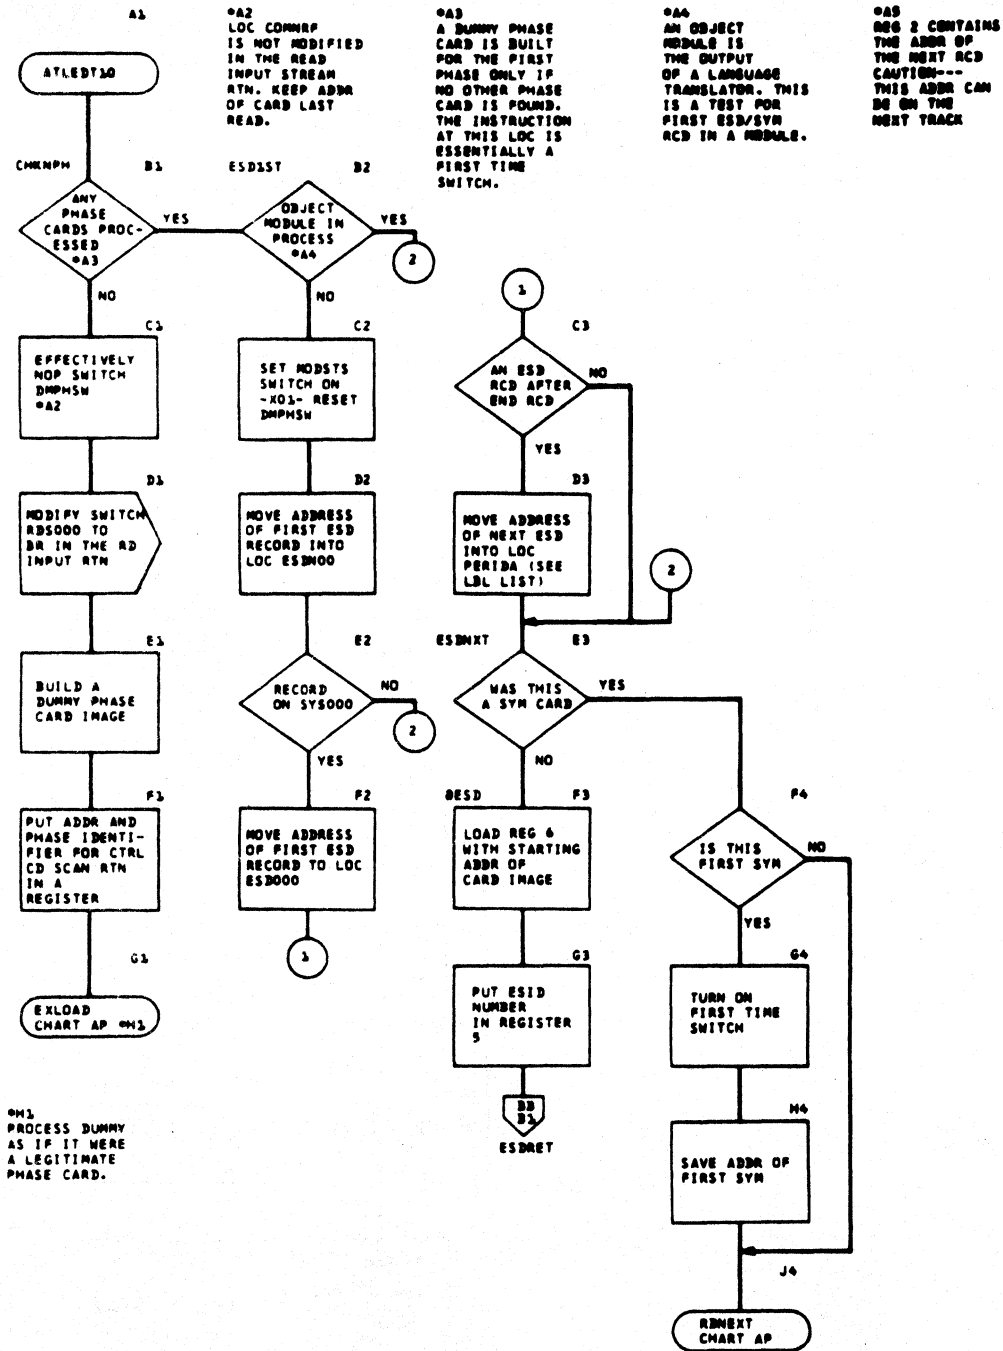 A1
ATLEDT10
*A2
LOC COMNRF
IS NOT MODIFIED
IN THE READ
INPUT STREAM
RTN. KEEP ADDR
OF CARD LAST
READ.
*A3
A DUMMY PHASE
CARD IS BUILT
FOR THE FIRST
PHASE ONLY IF
NO OTHER PHASE
CARD IS FOUND.
THE INSTRUCTION
AT THIS LOC IS
ESSENTIALLY A
FIRST TIME
SWITCH.
*A4
AN OBJECT
MODULE IS
THE OUTPUT
OF A LANGUAGE
TRANSLATOR. THIS
IS A TEST FOR
FIRST ESD/SYM
RCD IN A MODULE.
*A5
REG 2 CONTAINS
THE ADDR OF
THE NEXT RCD
CAUTION---
THIS ADDR CAN
BE ON THE
NEXT TRACK
CHKNPH B1
ANY
PHASE
CARDS PROC-
ESSED
*A3
YES
NO
ESD1ST B2
OBJECT
MODULE IN
PROCESS
*A4
YES
2
NO
C1
EFFECTIVELY
NOP SWITCH
DMPHSW
*A2
C2
SET MODSTS
SWITCH ON
-X01- RESET
DMPHSW
1
C3
AN ESD
RCD AFTER
END RCD
NO
YES
D1
MODIFY SWITCH
RDS000 TO
BR IN THE RD
INPUT RTN
D2
MOVE ADDRESS
OF FIRST ESD
RECORD INTO
LOC ESDN00
D3
MOVE ADDRESS
OF NEXT ESD
INTO LOC
PERIDA (SEE
LBL LIST)
2
E1
BUILD A
DUMMY PHASE
CARD IMAGE
E2
RECORD
ON SYS000
NO
2
YES
ESDNXT E3
WAS THIS
A SYM CARD
YES
NO
F1
PUT ADDR AND
PHASE IDENTI-
FIER FOR CTRL
CD SCAN RTN
IN A
REGISTER
F2
MOVE ADDRESS
OF FIRST ESD
RECORD TO LOC
ESD000
1
BESD F3
LOAD REG 6
WITH STARTING
ADDR OF
CARD IMAGE
F4
IS THIS
FIRST SYM
NO
YES
G1
EXLOAD
CHART AP *H1
G3
PUT ESID
NUMBER
IN REGISTER
5
BB
B1
ESDRET
G4
TURN ON
FIRST TIME
SWITCH
*H1
PROCESS DUMMY
AS IF IT WERE
A LEGITIMATE
PHASE CARD.
H4
SAVE ADDR OF
FIRST SYM
J4
RDNEXT
CHART AP